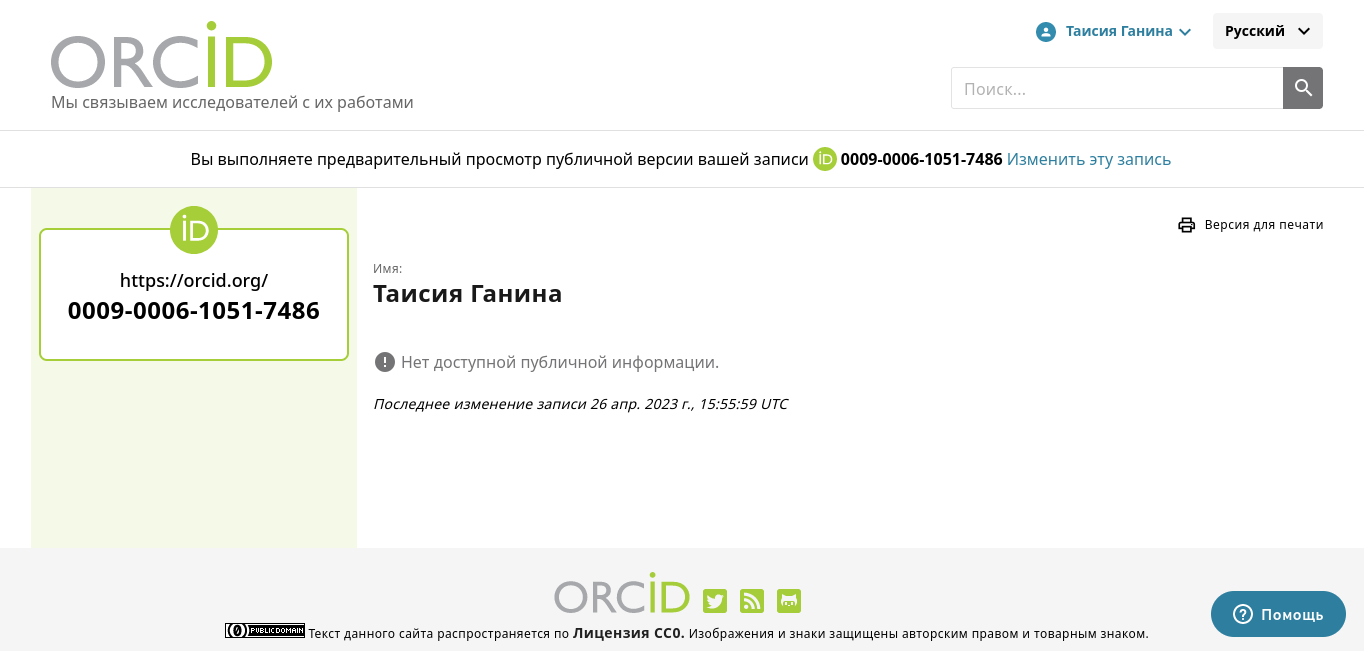 ORCID
Таисия Ганина
Русский
Мы связываем исследователей с их работами
Поиск...
Вы выполняете предварительный просмотр публичной версии вашей записи iD 0009-0006-1051-7486 Изменить эту запись
iD
https://orcid.org/
0009-0006-1051-7486
Версия для печати
Имя:
Таисия Ганина
Нет доступной публичной информации.
Последнее изменение записи 26 апр. 2023 г., 15:55:59 UTC
ORCID
PUBLIC DOMAIN Текст данного сайта распространяется по Лицензия CC0. Изображения и знаки защищены авторским правом и товарным знаком.
Помощь